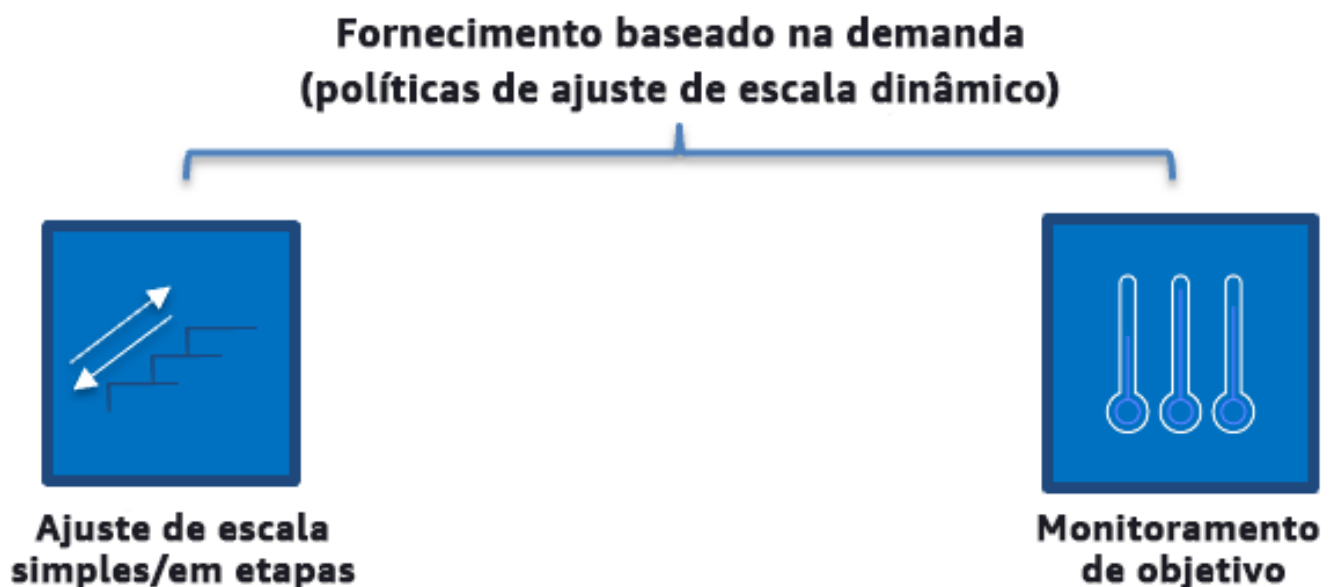 Fornecimento baseado na demanda
(políticas de ajuste de escala dinâmico)
Ajuste de escala
simples/em etapas
Monitoramento
de objetivo